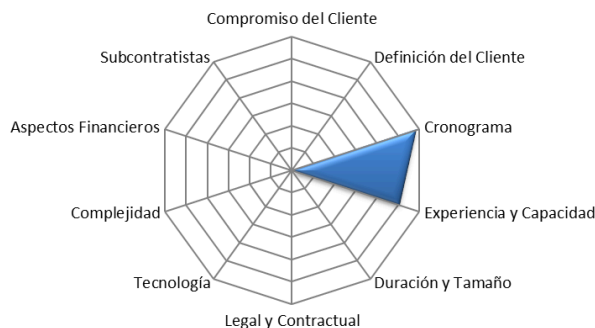 Compromiso del Cliente
Subcontratistas
Definición del Cliente
Aspectos Financieros
Cronograma
Complejidad
Experiencia y Capacidad
Tecnología
Duración y Tamaño
Legal y Contractual